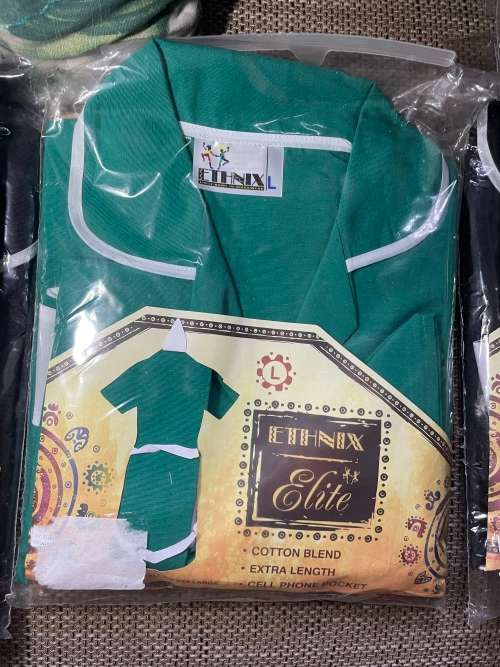 ETHNIX L
L
ETHNIX
Elite
• COTTON BLEND
• EXTRA LENGTH
• CELL PHONE POCKET